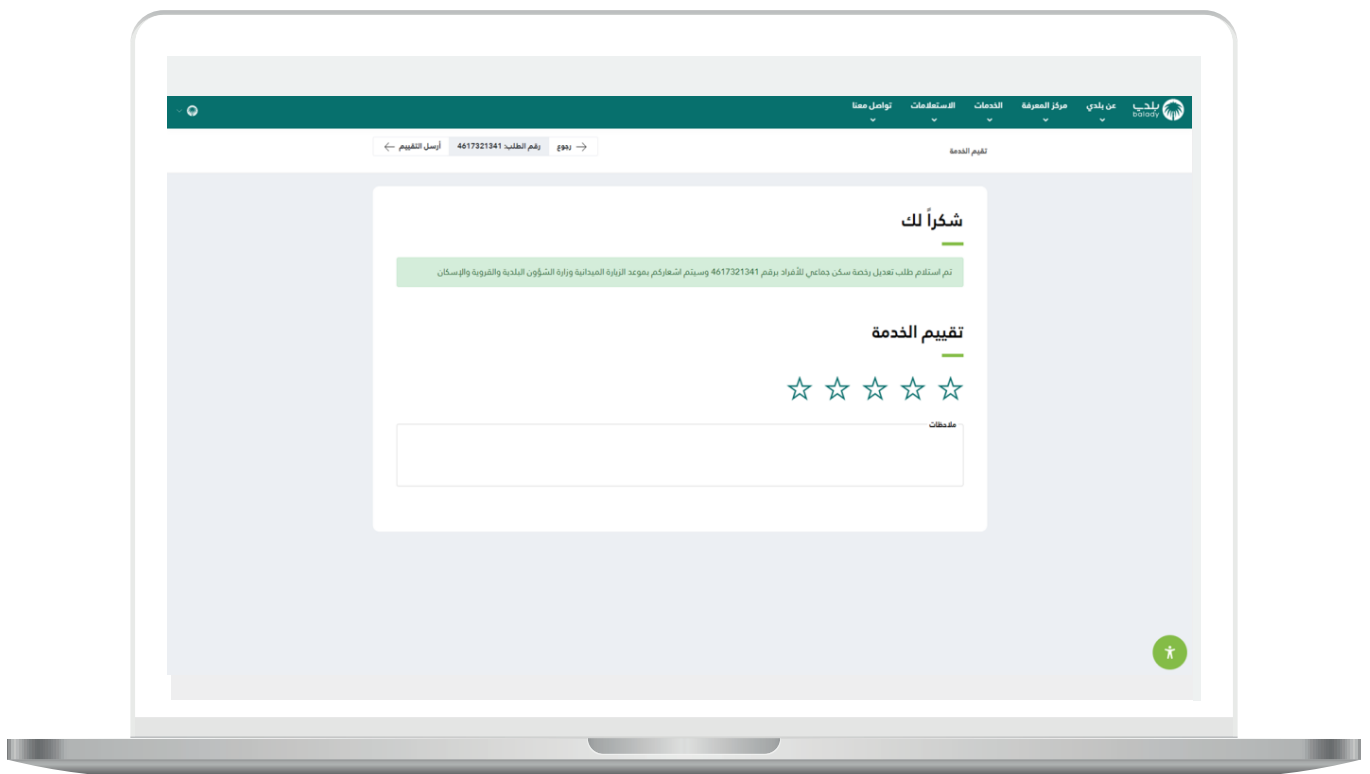 بلدي
balady
عن بلدي
مركز المعرفة
الخدمات
الاستعلامات
تواصل معنا
تقيم الخدمة
رجوع
رقم الطلب: 4617321341
أرسل التقييم
شكراً لك
تم استلام طلب تعديل رخصة سكن جماعي للأفراد برقم 4617321341 وسيتم اشعاركم بموعد الزيارة الميدانية وزارة الشؤون البلدية والقروية والإسكان
تقييم الخدمة
ملاحظات